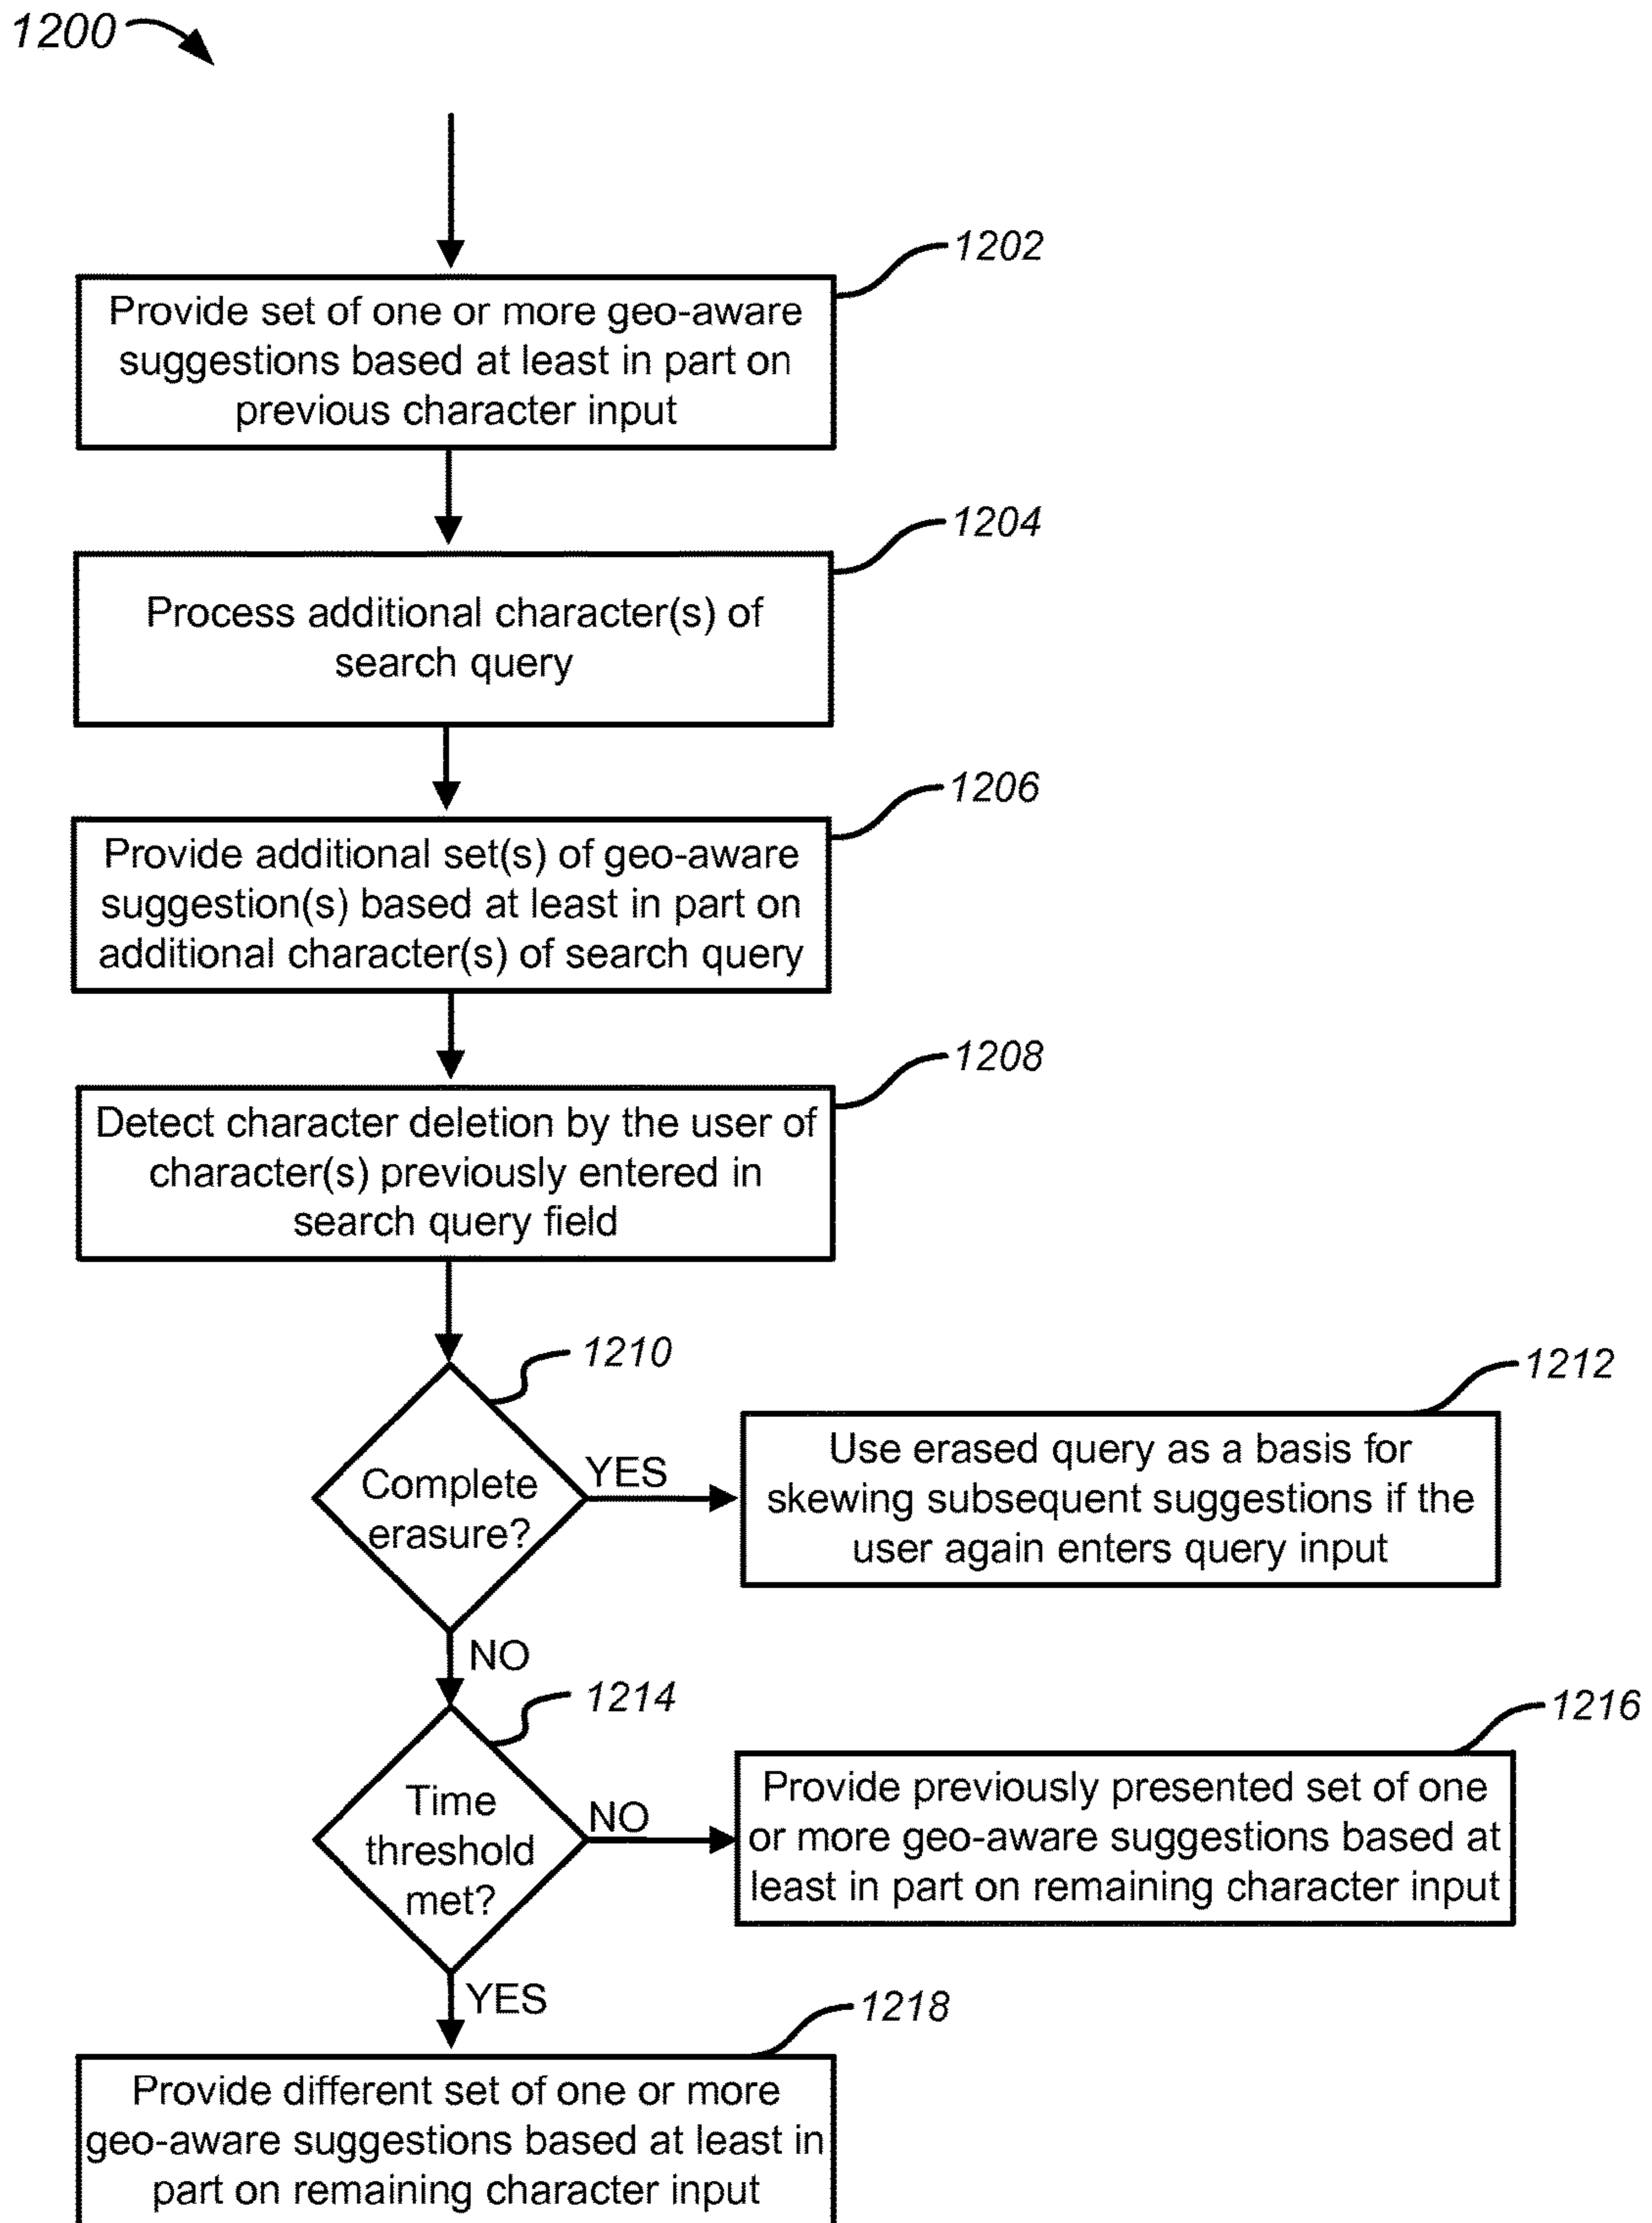 1200
1202
Provide set of one or more geo-aware
suggestions based at least in part on
previous character input
1204
Process additional character(s) of
search query
1206
Provide additional set(s) of geo-aware
suggestion(s) based at least in part on
additional character(s) of search query
1208
Detect character deletion by the user of
character(s) previously entered in
search query field
1210
Complete
erasure?
YES
1212
Use erased query as a basis for
skewing subsequent suggestions if the
user again enters query input
NO
1214
Time
threshold
met?
NO
1216
Provide previously presented set of one
or more geo-aware suggestions based at
least in part on remaining character input
YES
1218
Provide different set of one or more
geo-aware suggestions based at least in
part on remaining character input